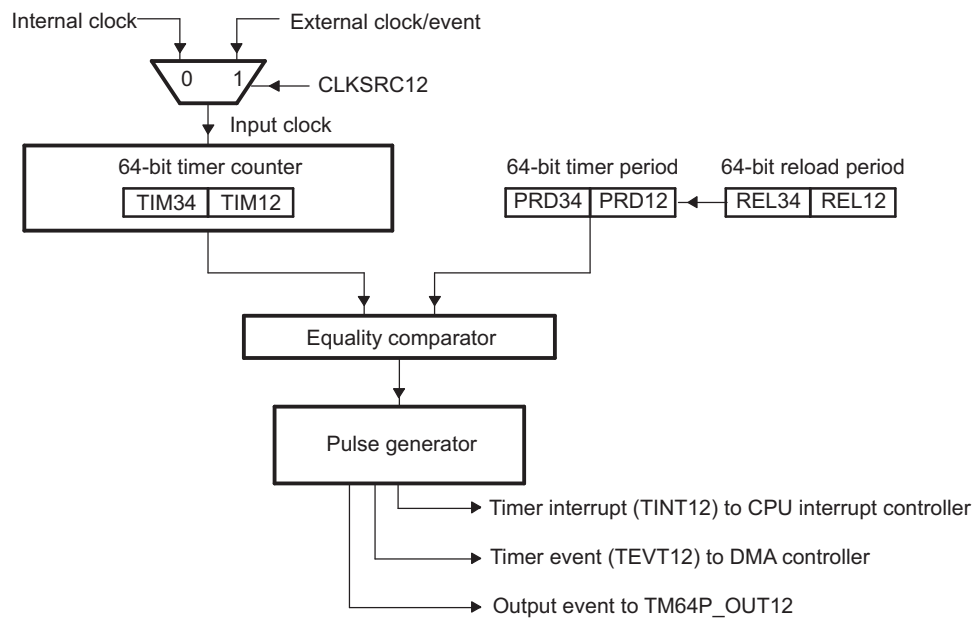 Internal clock
External clock/event
0 1
CLKSRC12
Input clock
64-bit timer counter
TIM34 TIM12
64-bit timer period
PRD34 PRD12
64-bit reload period
REL34 REL12
Equality comparator
Pulse generator
Timer interrupt (TINT12) to CPU interrupt controller
Timer event (TEVT12) to DMA controller
Output event to TM64P_OUT12